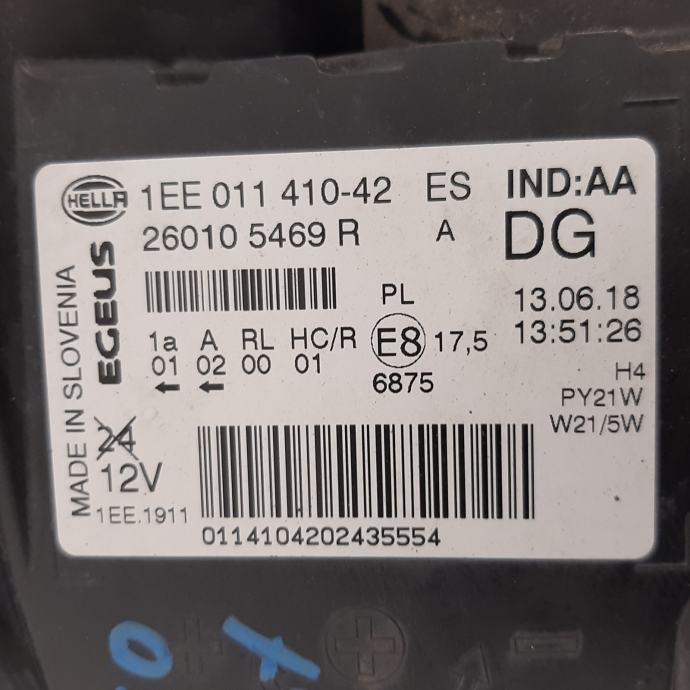 HELLA 1EE 011 410-42 ES IND:AA
260105469 R A DG
MADE IN SLOVENIA
EGEUS
PL 13.06.18
13:51:26
1a A RL HC/R E8 17,5
01 02 00 01 6875
← ←
H4
PY21W
W21/5W
24
12V
1EE.1911
0114104202435554